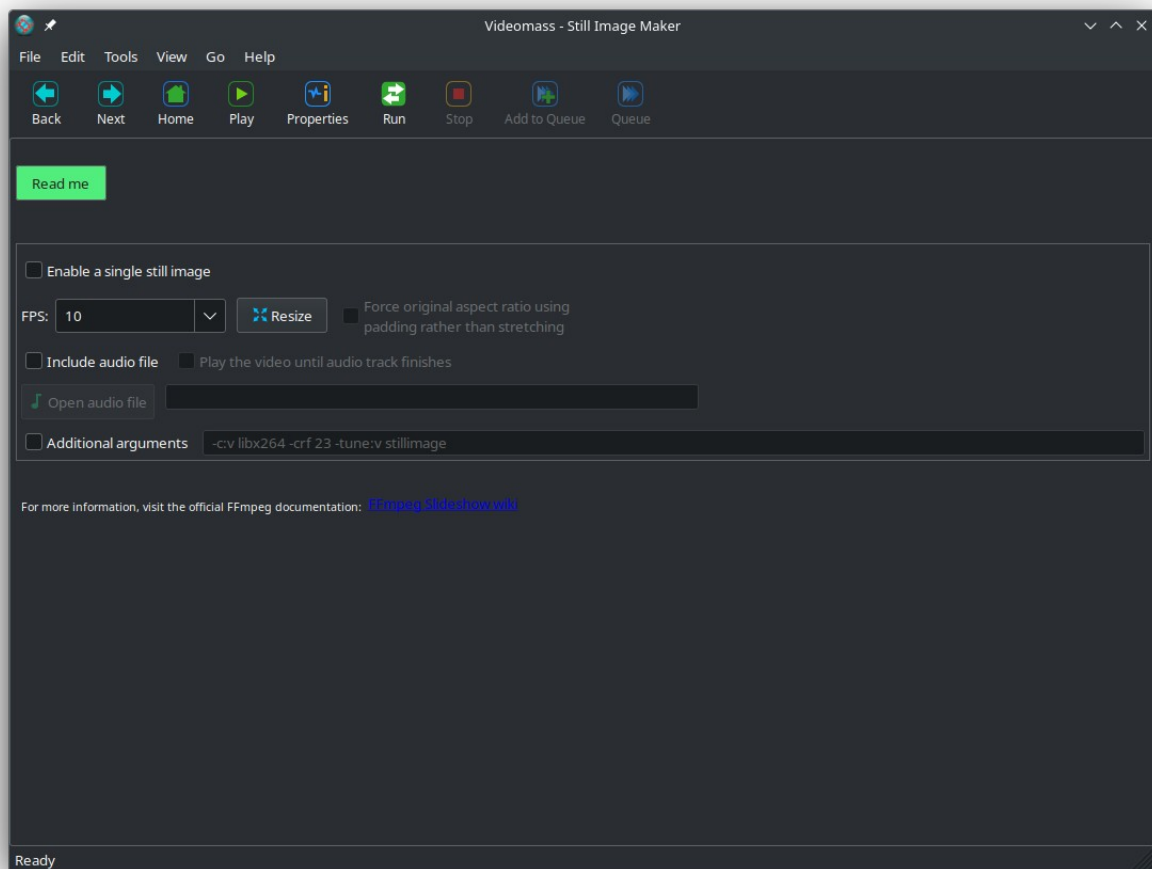 Videomass - Still Image Maker
File Edit Tools View Go Help
Back Next Home Play Properties Run Stop Add to Queue Queue
Read me
Enable a single still image
FPS: 10 Resize Force original aspect ratio using
padding rather than stretching
Include audio file Play the video until audio track finishes
Open audio file
Additional arguments -c:v libx264 -crf 23 -tune:v stillimage
For more information, visit the official FFmpeg documentation: FFmpeg Slideshow wiki
Ready